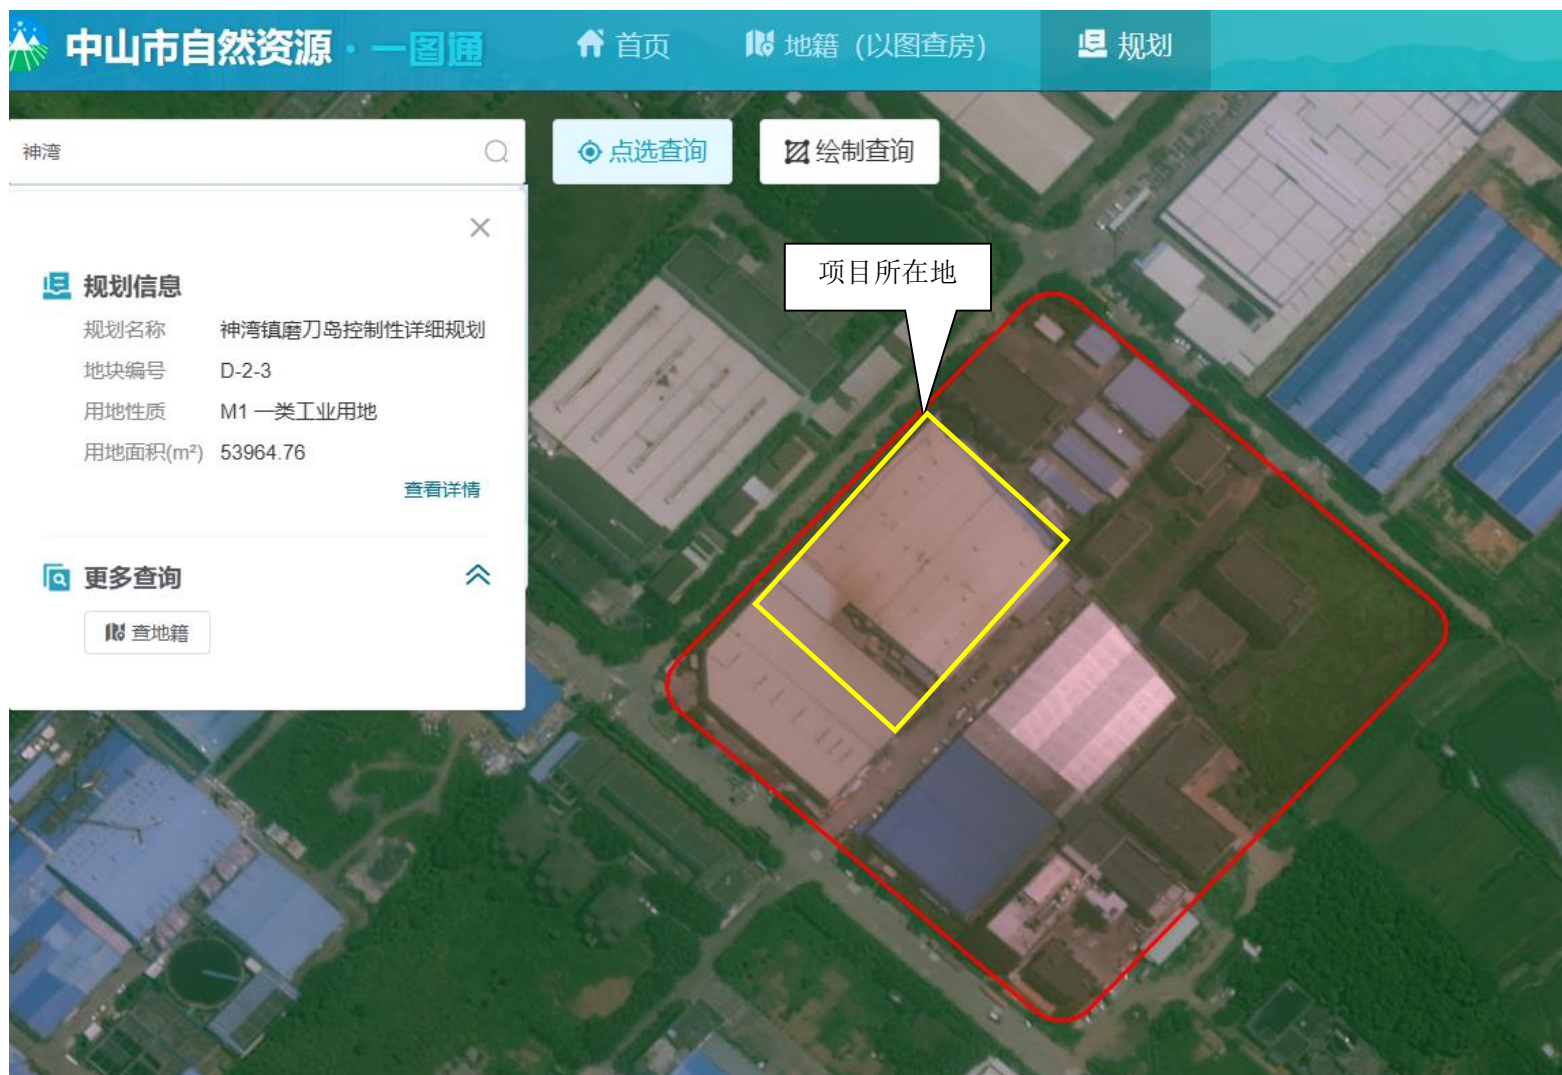 中山市自然资源·一图通
首页
地籍（以图查房）
规划
神湾
点选查询
绘制查询
项目所在地
规划信息
规划名称 神湾镇磨刀岛控制性详细规划
地块编号 D-2-3
用地性质 M1 一类工业用地
用地面积(m²) 53964.76
查看详情
更多查询
查地籍